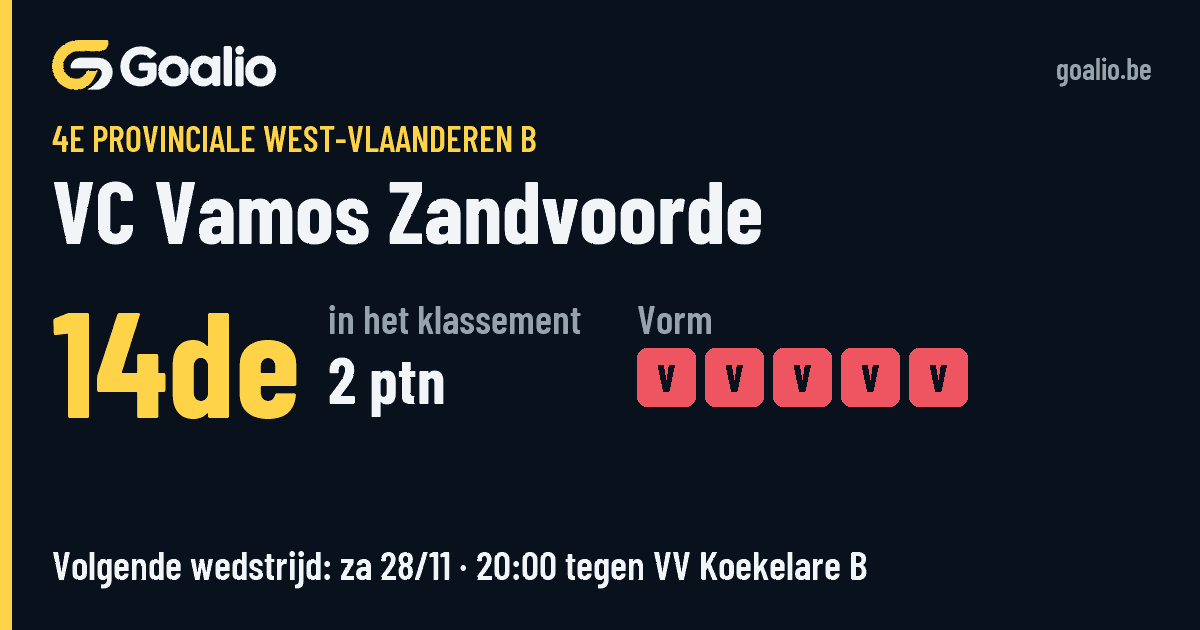 Goalio
goalio.be
4E PROVINCIALE WEST-VLAANDEREN B
VC Vamos Zandvoorde
14de
in het klassement
2 ptn
Vorm
V V V V V
Volgende wedstrijd: za 28/11 · 20:00 tegen VV Koekelare B